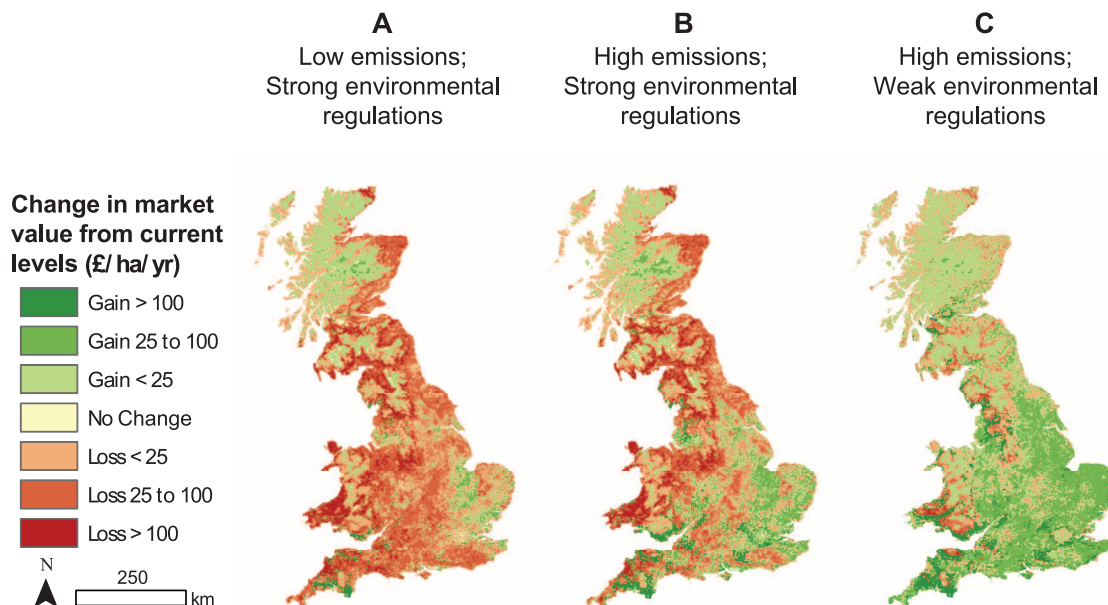 A
Low emissions;
Strong environmental
regulations
B
High emissions;
Strong environmental
regulations
C
High emissions;
Weak environmental
regulations
Change in market
value from current
levels (£/ ha/ yr)
Gain > 100
Gain 25 to 100
Gain < 25
No Change
Loss < 25
Loss 25 to 100
Loss > 100
N
250
km